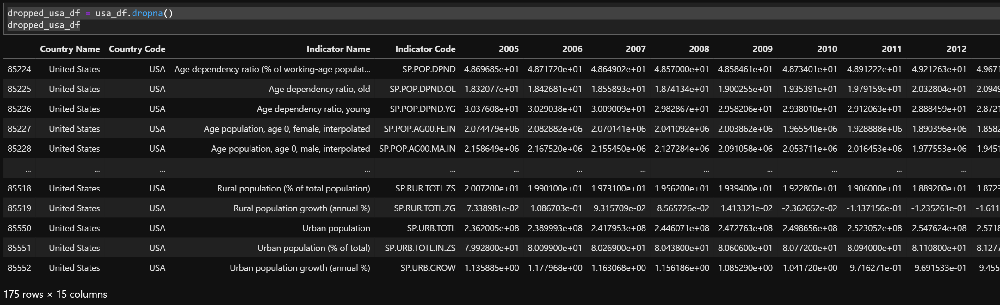 dropped_usa_df = usa_df.dropna()
dropped_usa_df
Country Name Country Code Indicator Name Indicator Code 2005 2006 2007 2008 2009 2010 2011 2012
85224 United States USA Age dependency ratio (% of working-age populat... SP.POP.DPND 4.869685e+01 4.871720e+01 4.864902e+01 4.857000e+01 4.858461e+01 4.873401e+01 4.891222e+01 4.921263e+01 4.9671
85225 United States USA Age dependency ratio, old SP.POP.DPND.OL 1.832077e+01 1.842681e+01 1.855893e+01 1.874134e+01 1.900255e+01 1.935391e+01 1.979159e+01 2.032804e+01 2.0949
85226 United States USA Age dependency ratio, young SP.POP.DPND.YG 3.037608e+01 3.029038e+01 3.009009e+01 2.982867e+01 2.958206e+01 2.938010e+01 2.912063e+01 2.888459e+01 2.8721
85227 United States USA Age population, age 0, female, interpolated SP.POP.AG00.FE.IN 2.074479e+06 2.082882e+06 2.070141e+06 2.041092e+06 2.003862e+06 1.965540e+06 1.928888e+06 1.890396e+06 1.8582
85228 United States USA Age population, age 0, male, interpolated SP.POP.AG00.MA.IN 2.158649e+06 2.167520e+06 2.155450e+06 2.127284e+06 2.091058e+06 2.053711e+06 2.016453e+06 1.977553e+06 1.9451
... ... ... ... ... ... ... ... ... ... ... ... ...
85518 United States USA Rural population (% of total population) SP.RUR.TOTL.ZS 2.007200e+01 1.990100e+01 1.973100e+01 1.956200e+01 1.939400e+01 1.922800e+01 1.906000e+01 1.889200e+01 1.8723
85519 United States USA Rural population growth (annual %) SP.RUR.TOTL.ZG 7.338981e-02 1.086703e-01 9.315709e-02 8.565726e-02 1.413321e-02 -2.362652e-02 -1.137156e-01 -1.235261e-01 -1.611
85550 United States USA Urban population SP.URB.TOTL 2.362005e+08 2.389993e+08 2.417953e+08 2.446071e+08 2.472763e+08 2.498656e+08 2.523052e+08 2.547624e+08 2.5718
85551 United States USA Urban population (% of total) SP.URB.TOTL.IN.ZS 7.992800e+01 8.009900e+01 8.026900e+01 8.043800e+01 8.060600e+01 8.077200e+01 8.094000e+01 8.110800e+01 8.1277
85552 United States USA Urban population growth (annual %) SP.URB.GROW 1.135885e+00 1.177968e+00 1.163068e+00 1.156186e+00 1.085290e+00 1.041720e+00 9.716271e-01 9.691533e-01 9.455
175 rows × 15 columns